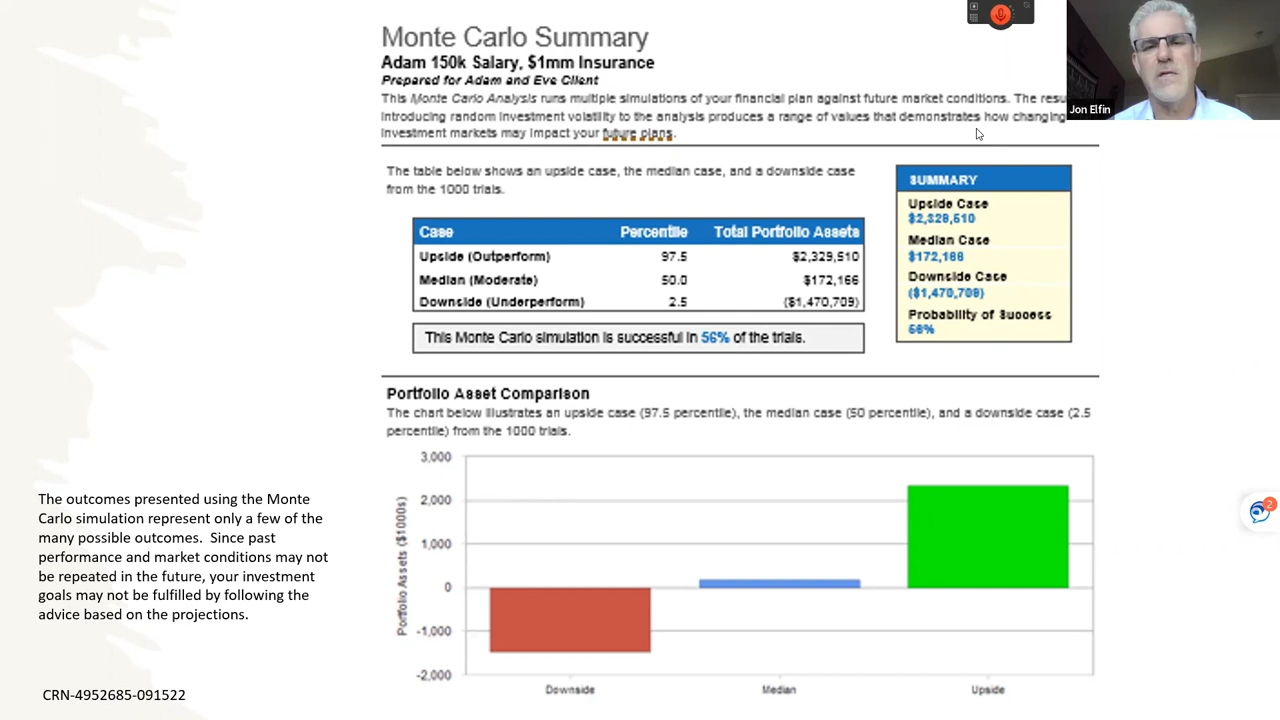 Monte Carlo Summary
Adam 150k Salary, $1mm Insurance
Prepared for Adam and Eve Client
This Monte Carlo Analysis runs multiple simulations of your financial plan against future market conditions. The resu
introducing random investment volatility to the analysis produces a range of values that demonstrates how changing
investment markets may impact your future plans.
Jon Elfin
The table below shows an upside case, the median case, and a downside case
from the 1000 trials.
Case Percentile Total Portfolio Assets
Upside (Outperform) 97.5 $2,329,510
Median (Moderate) 50.0 $172,166
Downside (Underperform) 2.5 ($1,470,709)
This Monte Carlo simulation is successful in 56% of the trials.
SUMMARY
Upside Case
$2,329,510
Median Case
$172,166
Downside Case
($1,470,709)
Probability of Success
56%
Portfolio Asset Comparison
The chart below illustrates an upside case (97.5 percentile), the median case (50 percentile), and a downside case (2.5
percentile) from the 1000 trials.
Portfolio Assets ($1000s)
3,000
2,000
1,000
0
-1,000
-2,000
Downside Median Upside
The outcomes presented using the Monte
Carlo simulation represent only a few of the
many possible outcomes. Since past
performance and market conditions may not
be repeated in the future, your investment
goals may not be fulfilled by following the
advice based on the projections.
CRN-4952685-091522
2